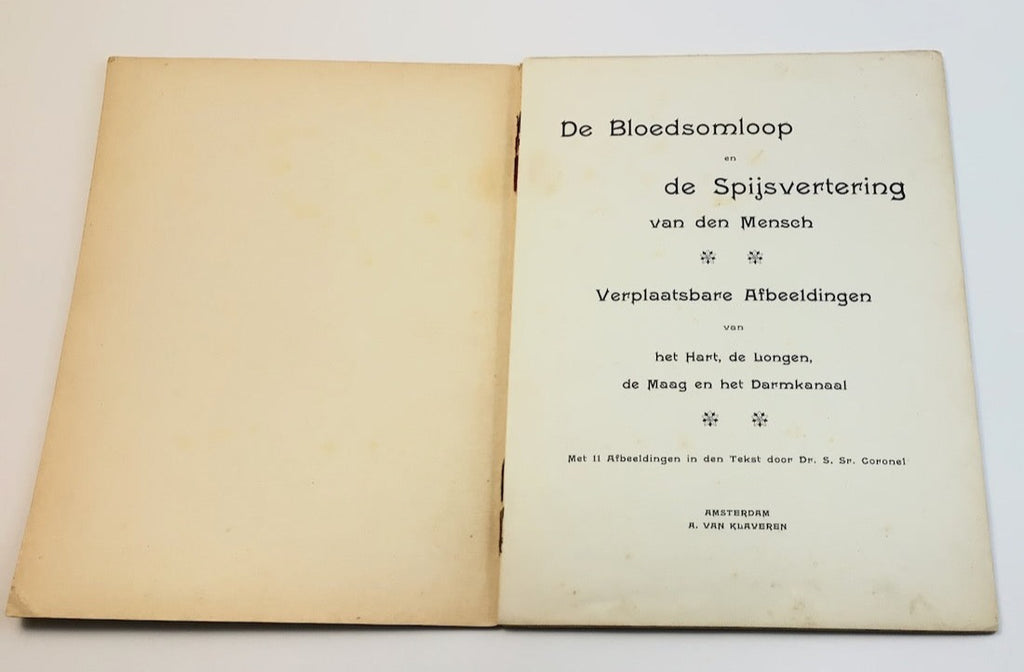 De Bloedsomloop
en
de Spijsvertering
van den Mensch
Verplaatsbare Afbeeldingen
van
het Hart, de Longen,
de Maag en het Darmkanaal
Met 11 Afbeeldingen in den Tekst door Dr. S. Sr. Coronel
AMSTERDAM
A. VAN KLAVEREN